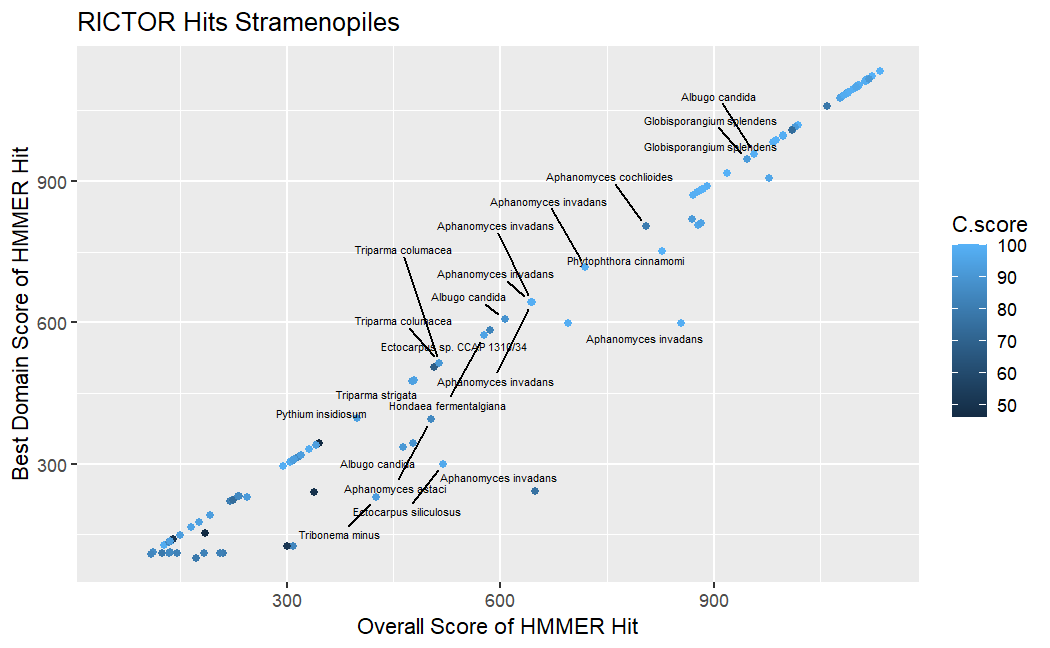 RICTOR Hits Stramenopiles
Best Domain Score of HMMER Hit
900
600
300
Albugo candida
Globisporangium splendens
Globisporangium splendens
Aphanomyces cochlioides
Aphanomyces invadans
Aphanomyces invadans
Triparma columacea
Phytophthora cinnamomi
Aphanomyces invadans
Albugo candida
Triparma columacea
Aphanomyces invadans
Ectocarpus sp. CCAP 1310/34
Aphanomyces invadans
Triparma strigata
Hondaea fermentalgiana
Pythium insidiosum
Albugo candida
Aphanomyces invadans
Aphanomyces astaci
Ectocarpus siliculosus
Tribonema minus
300
600
900
Overall Score of HMMER Hit
C.score
100
90
80
70
60
50